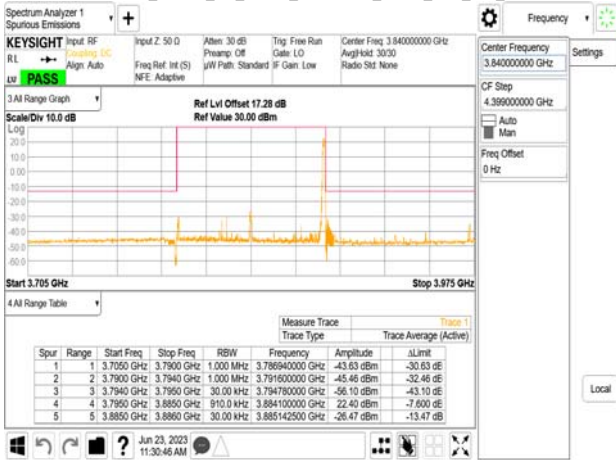 Spectrum Analyzer 1
Spurious Emissions
+
Frequency
KEYSIGHT
RL
LV PASS
Input: RF
Coupling: DC
Align: Auto
Input Z: 50 Ω
Freq Ref: Int (S)
NFE: Adaptive
Atten: 30 dB
Preamp: Off
µW Path: Standard
Trig: Free Run
Gate: LO
IF Gain: Low
Center Freq: 3.840000000 GHz
Avg|Hold: 30/30
Radio Std: None
Center Frequency
3.840000000 GHz
Settings
CF Step
4.399000000 GHz
Auto
Man
Freq Offset
0 Hz
Local
3 All Range Graph
Scale/Div 10.0 dB
Ref Lvl Offset 17.28 dB
Ref Value 30.00 dBm
Log
20.0
10.0
0.00
-10.0
-20.0
-30.0
-40.0
-50.0
-60.0
Start 3.705 GHz
Stop 3.975 GHz
4 All Range Table
Measure Trace Trace 1
Trace Type Trace Average (Active)
Spur Range Start Freq Stop Freq RBW Frequency Amplitude ΔLimit
1 1 3.7050 GHz 3.7900 GHz 1.000 MHz 3.786940000 GHz -43.63 dBm -30.63 dB
2 2 3.7900 GHz 3.7940 GHz 1.000 MHz 3.791600000 GHz -45.46 dBm -32.46 dB
3 3 3.7940 GHz 3.7950 GHz 30.00 kHz 3.794780000 GHz -56.10 dBm -43.10 dB
4 4 3.7950 GHz 3.8850 GHz 910.0 kHz 3.884100000 GHz 22.40 dBm -7.600 dB
5 5 3.8850 GHz 3.8860 GHz 30.00 kHz 3.885142500 GHz -26.47 dBm -13.47 dB
?
Jun 23, 2023
11:30:46 AM